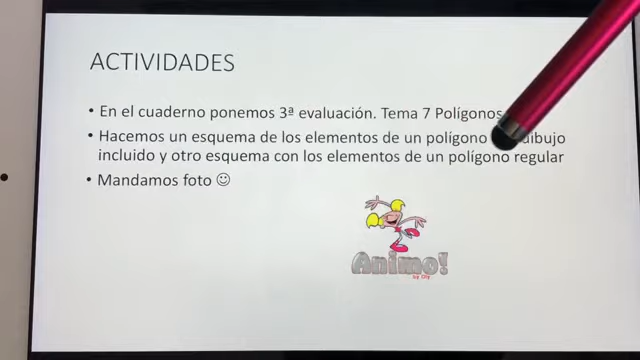 ACTIVIDADES
• En el cuaderno ponemos 3ª evaluación. Tema 7 Polígonos
• Hacemos un esquema de los elementos de un polígono dibujo
incluido y otro esquema con los elementos de un polígono regular
• Mandamos foto ☺
Animo!